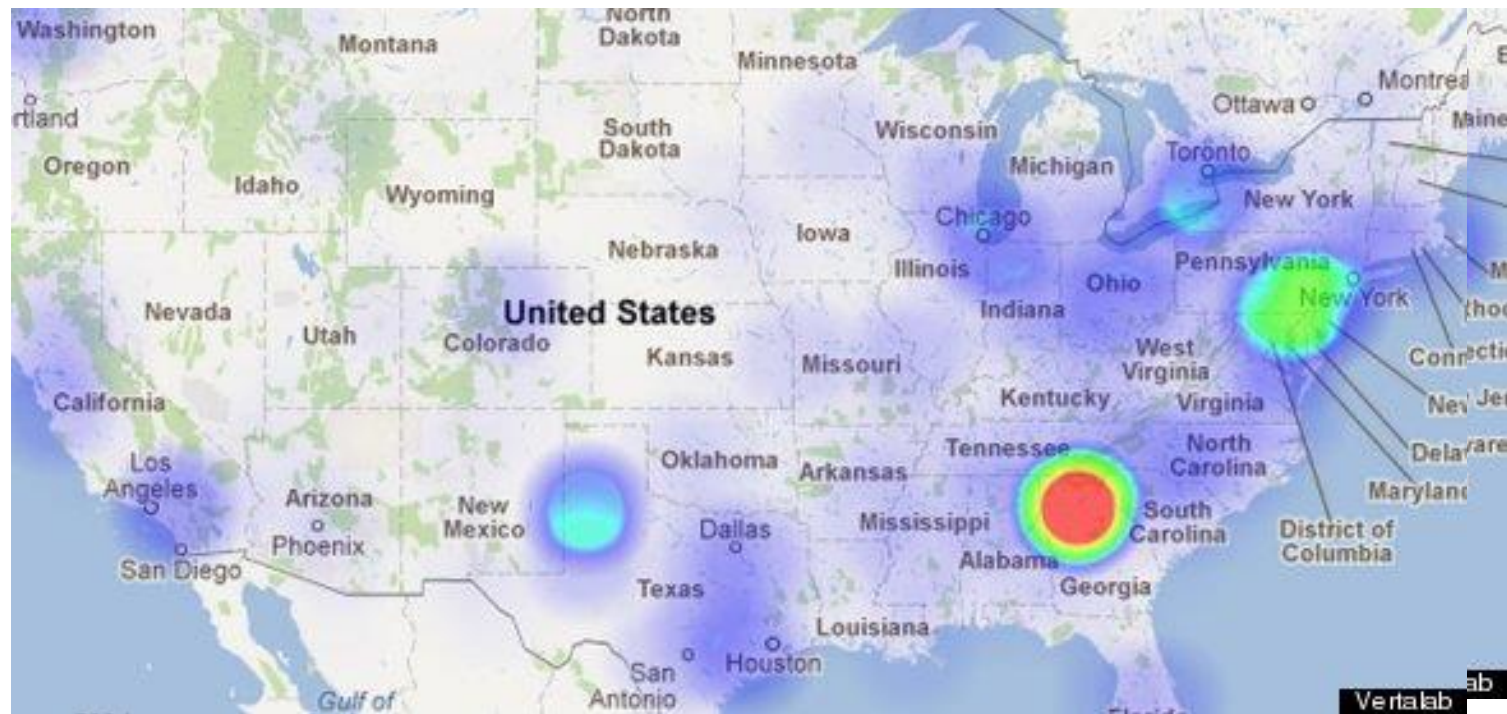 Washington
Montana
North
Dakota
Minnesota
Montrea
Ottawa
rtland
Oregon
Idaho
Wyoming
South
Dakota
Wisconsin
Michigan
Toronto
New York
Chicago
Iowa
Nebraska
Illinois
Indiana
Ohio
Pennsylvania
New York
Nevada
Utah
Colorado
United States
Kansas
Missouri
West
Virginia
Kentucky
Virginia
California
Los
Angeles
San Diego
Arizona
Phoenix
New
Mexico
Oklahoma
Arkansas
Tennessee
North
Carolina
South
Carolina
Mississippi
Alabama
Georgia
Dallas
Texas
Louisiana
Houston
San
Antonio
Gulf of
Maryland
District of
Columbia
Vertalab
ab